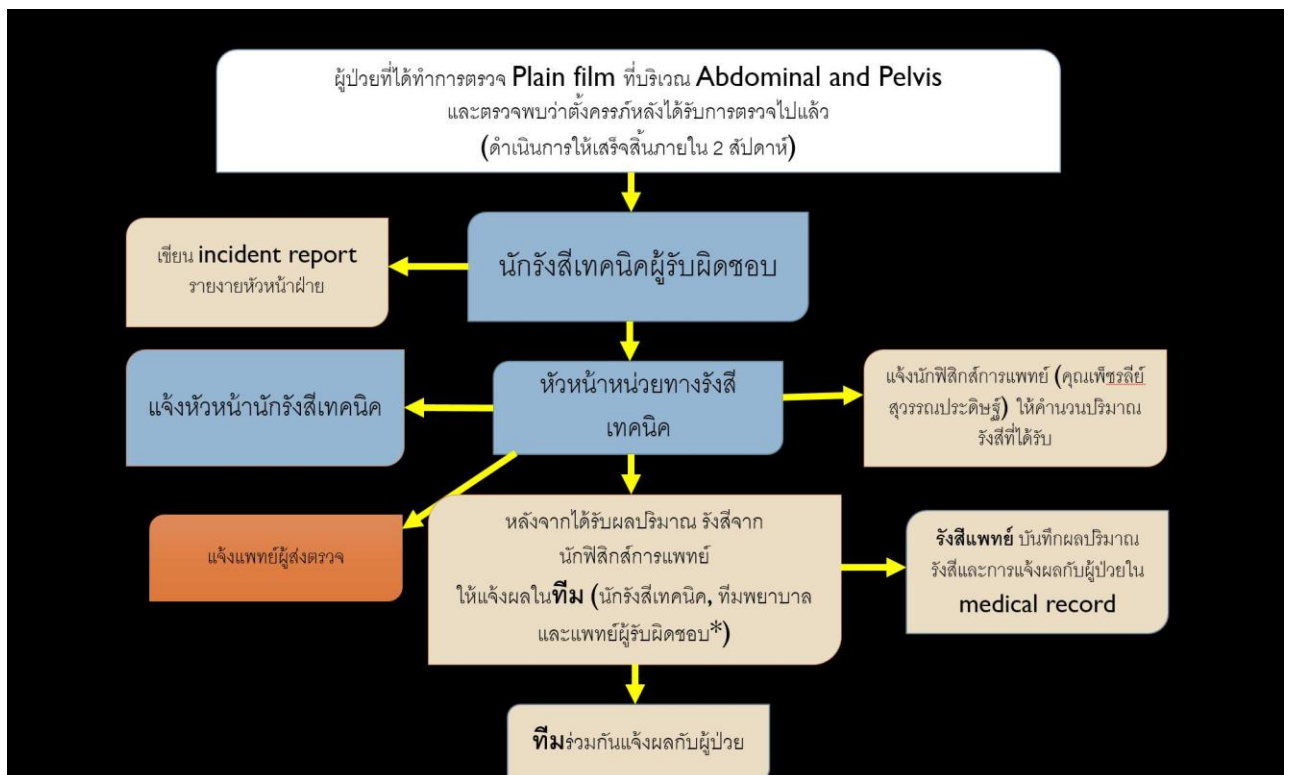 ผู้ป่วยที่ได้ทำการตรวจ Plain film ที่บริเวณ Abdominal and Pelvis
และตรวจพบว่าตั้งครรภ์หลังได้รับการตรวจไปแล้ว
(ดำเนินการให้เสร็จสิ้นภายใน 2 สัปดาห์)
เขียน incident report
รายงายหัวหน้าฝ่าย
นักรังสีเทคนิคผู้รับผิดชอบ
แจ้งหัวหน้านักรังสีเทคนิค
หัวหน้าหน่วยทางรังสี
เทคนิค
แจ้งนักฟิสิกส์การแพทย์ (คุณเพ็ชรลีย์
สุวรรณประดิษฐ์) ให้คำนวนปริมาณ
รังสีที่ได้รับ
แจ้งแพทย์ผู้ส่งตรวจ
หลังจากได้รับผลปริมาณ รังสีจาก
นักฟิสิกส์การแพทย์
ให้แจ้งผลในทีม (นักรังสีเทคนิค, ทีมพยาบาล
และแพทย์ผู้รับผิดชอบ*)
รังสีแพทย์ บันทึกผลปริมาณ
รังสีและการแจ้งผลกับผู้ป่วยใน
medical record
ทีมร่วมกันแจ้งผลกับผู้ป่วย